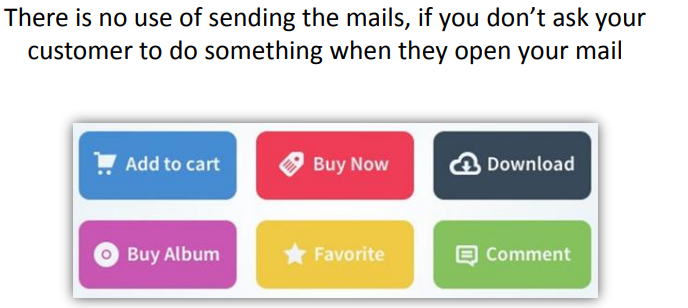 There is no use of sending the mails, if you don’t ask your
customer to do something when they open your mail
Add to cart
Buy Now
Download
Buy Album
Favorite
Comment